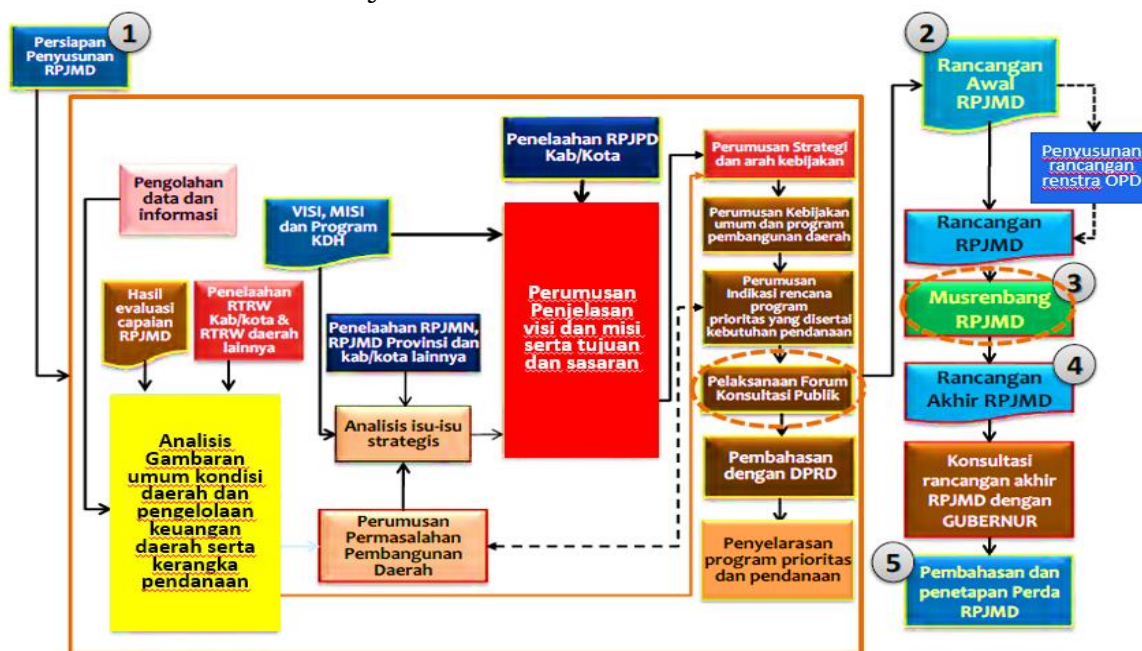 1
Persiapan
Penyusunan
RPJMD
Pengolahan
data dan
informasi
Hasil
evaluasi
capaian
RPJMD
Penelaahan
RTRW
Kab/kota &
RTRW daerah
lainnya
Analisis
Gambaran
umum kondisi
daerah dan
pengelolaan
keuangan
daerah serta
kerangka
pendanaan
VISI, MISI
dan Program
KDH
Penelaahan RPJMN,
RPJMD Provinsi dan
kab/kota lainnya
Analisis isu-isu
strategis
Perumusan
Permasalahan
Pembangunan
Daerah
Penelaahan RPJPD
Kab/Kota
Perumusan
Penjelasan
visi dan misi
serta tujuan
dan sasaran
Perumusan Strategi
dan arah kebijakan
Perumusan Kebijakan
umum dan program
pembangunan daerah
Perumusan
Indikasi rencana
program
prioritas yang disertai
kebutuhan pendanaan
Pelaksanaan Forum
Konsultasi Publik
Pembahasan
dengan DPRD
Penyelarasan
program prioritas
dan pendanaan
2
Rancangan
Awal
RPJMD
Penyusunan
rancangan
renstra OPD
Rancangan
RPJMD
3
Musrenbang
RPJMD
4
Rancangan
Akhir RPJMD
Konsultasi
rancangan akhir
RPJMD dengan
GUBERNUR
5
Pembahasan dan
penetapan Perda
RPJMD